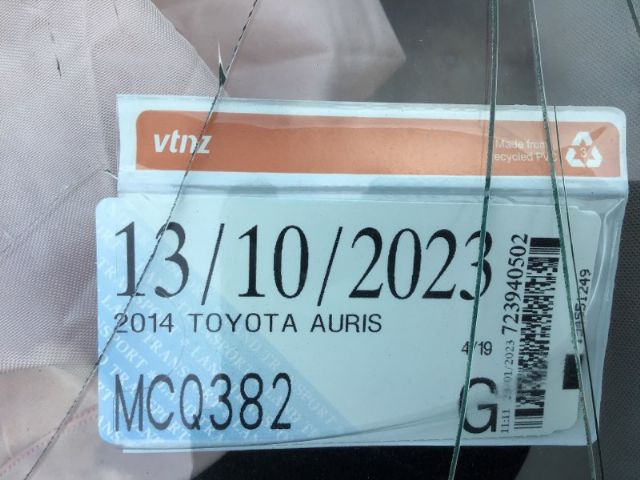 vtnz
Made from
recycled PVC
3
13/10/2023
2014 TOYOTA AURIS
4/19
MCQ382
G
723940502